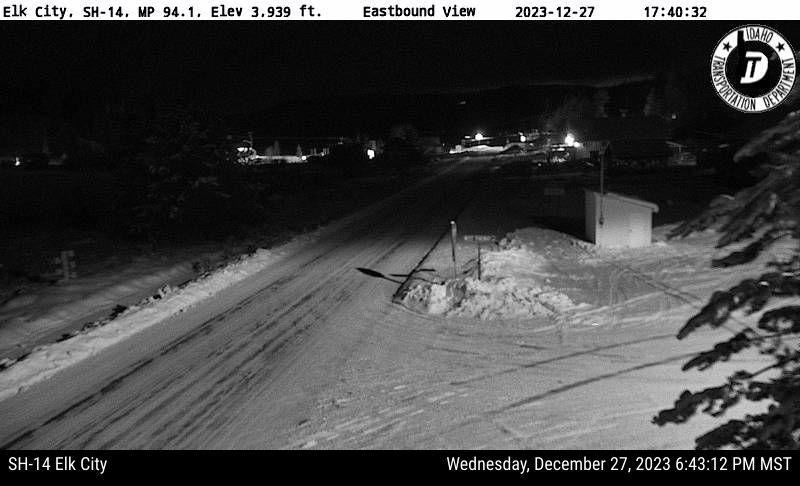 Elk City, SH-14, MP 94.1, Elev 3,939 ft. Eastbound View 2023-12-27 17:40:32
IDAHO
TRANSPORTATION DEPARTMENT
SH-14 Elk City Wednesday, December 27, 2023 6:43:12 PM MST